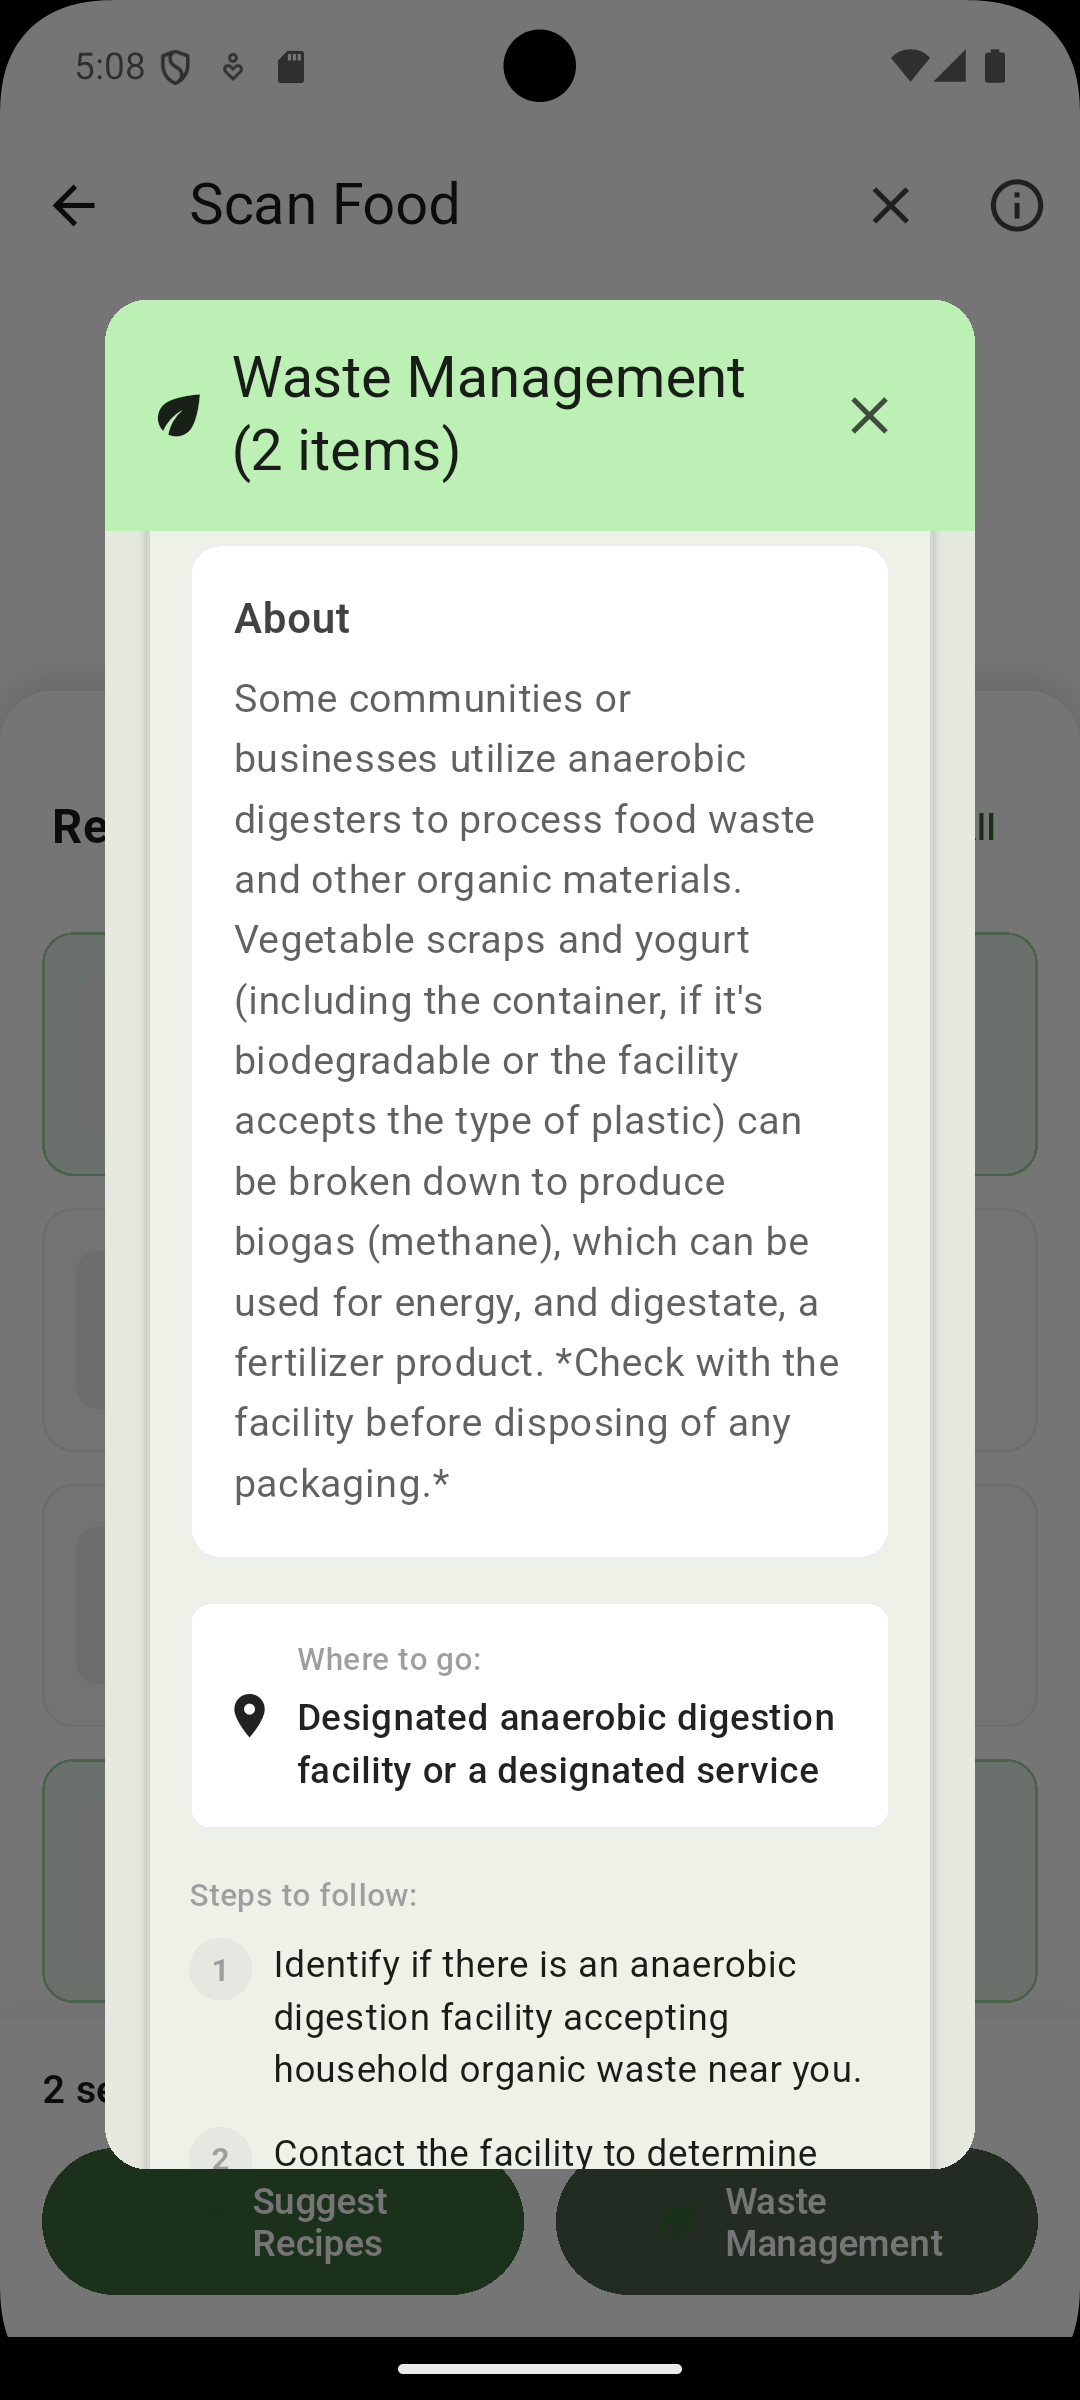 5:08
Scan Food
Waste Management
(2 items)
About
Some communities or
businesses utilize anaerobic
digesters to process food waste
and other organic materials.
Vegetable scraps and yogurt
(including the container, if it's
biodegradable or the facility
accepts the type of plastic) can
be broken down to produce
biogas (methane), which can be
used for energy, and digestate, a
fertilizer product. *Check with the
facility before disposing of any
packaging.*
Where to go:
Designated anaerobic digestion
facility or a designated service
Steps to follow:
1 Identify if there is an anaerobic
digestion facility accepting
household organic waste near you.
2 Contact the facility to determine
2
Suggest
Recipes
Waste
Management